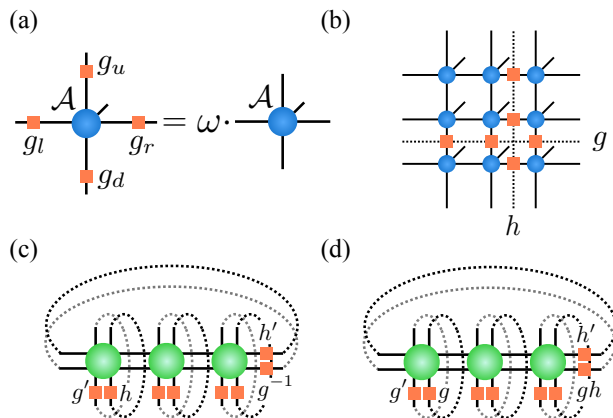 (a)
(b)
g_u
𝒜
𝒜
= ω·
g_l
g_r
g_d
g
h
(c)
(d)
h′
h′
g′ h
g⁻¹
g′ g
gh